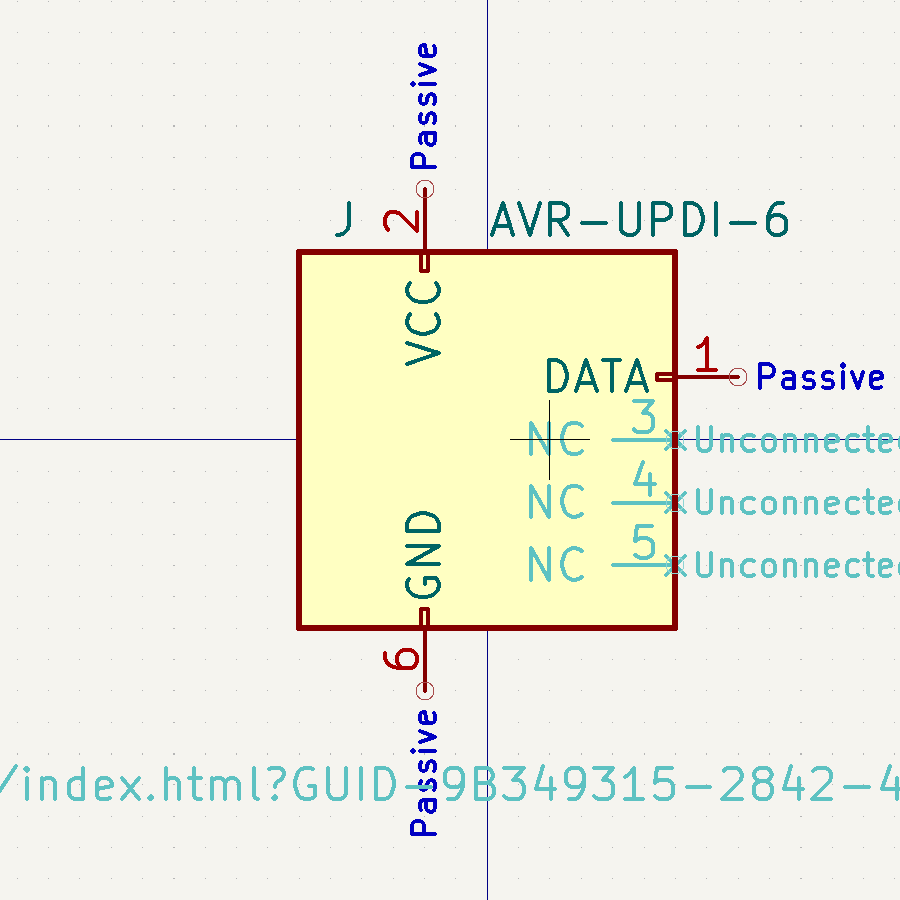 Passive
J
2
AVR-UPDI-6
VCC
1
DATA
Passive
3
NC
Unconnected
4
NC
Unconnected
5
NC
Unconnected
GND
6
Passive
/index.html?GUID-9B349315-2842-4